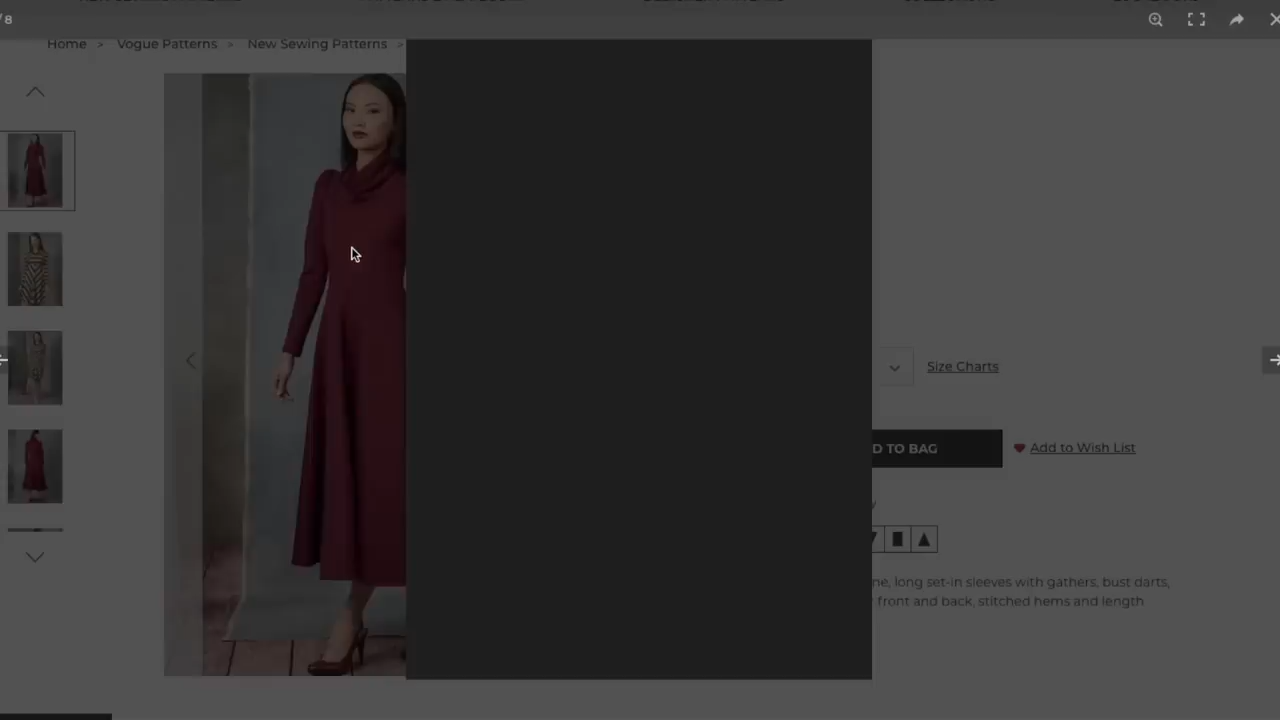 / 8
Home > Vogue Patterns > New Sewing Patterns >
Size Charts
D TO BAG
Add to Wish List
y
ne, long set-in sleeves with gathers, bust darts,
front and back, stitched hems and length